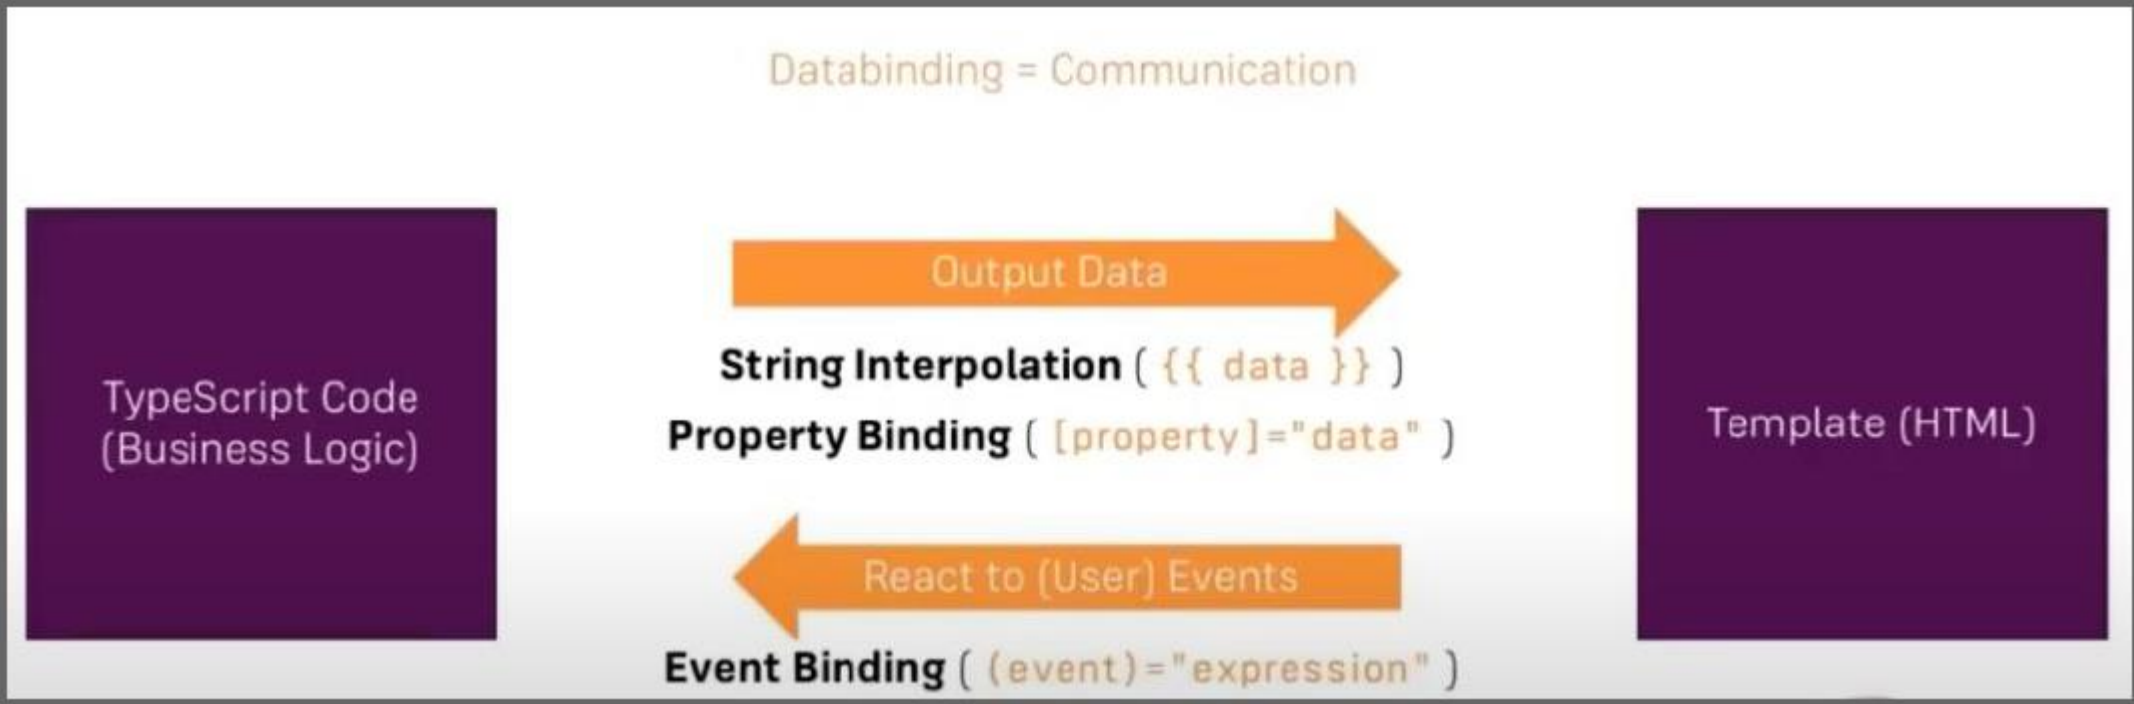 Databinding = Communication
TypeScript Code
(Business Logic)
Output Data
String Interpolation ( {{ data }} )
Property Binding ( [property]="data" )
React to (User) Events
Event Binding ( (event)="expression" )
Template (HTML)